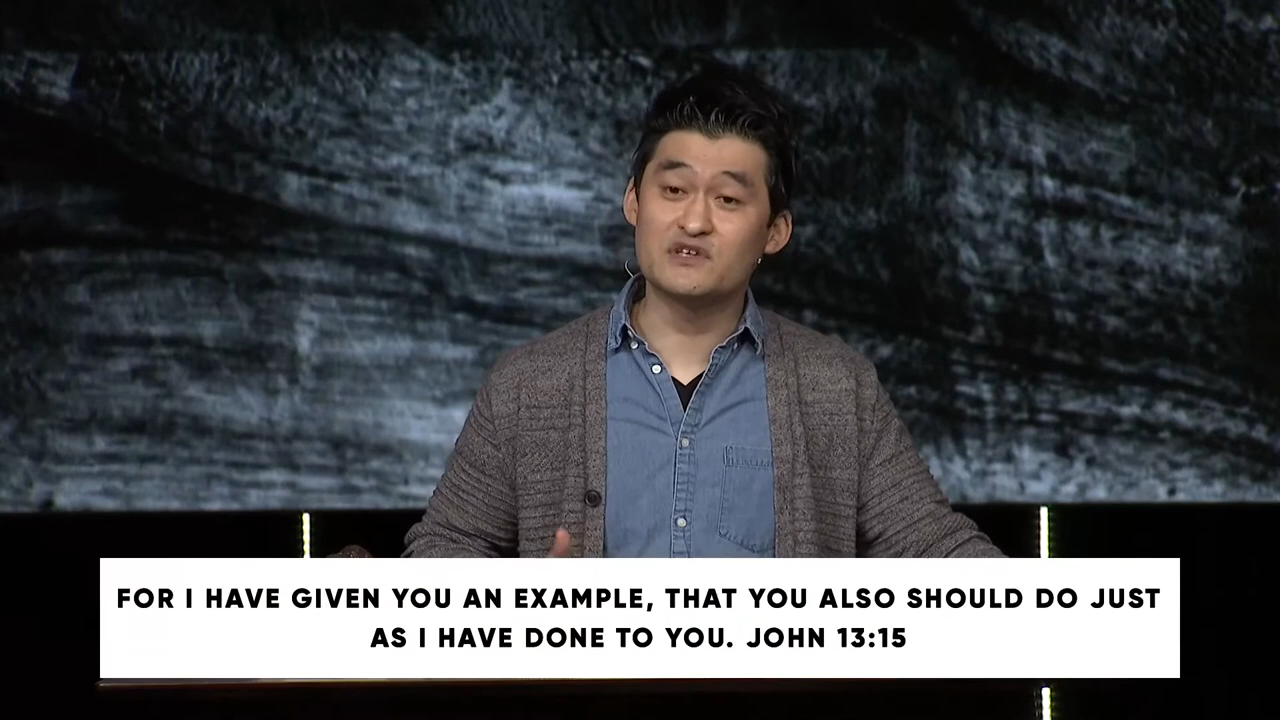 FOR I HAVE GIVEN YOU AN EXAMPLE, THAT YOU ALSO SHOULD DO JUST
AS I HAVE DONE TO YOU. JOHN 13:15